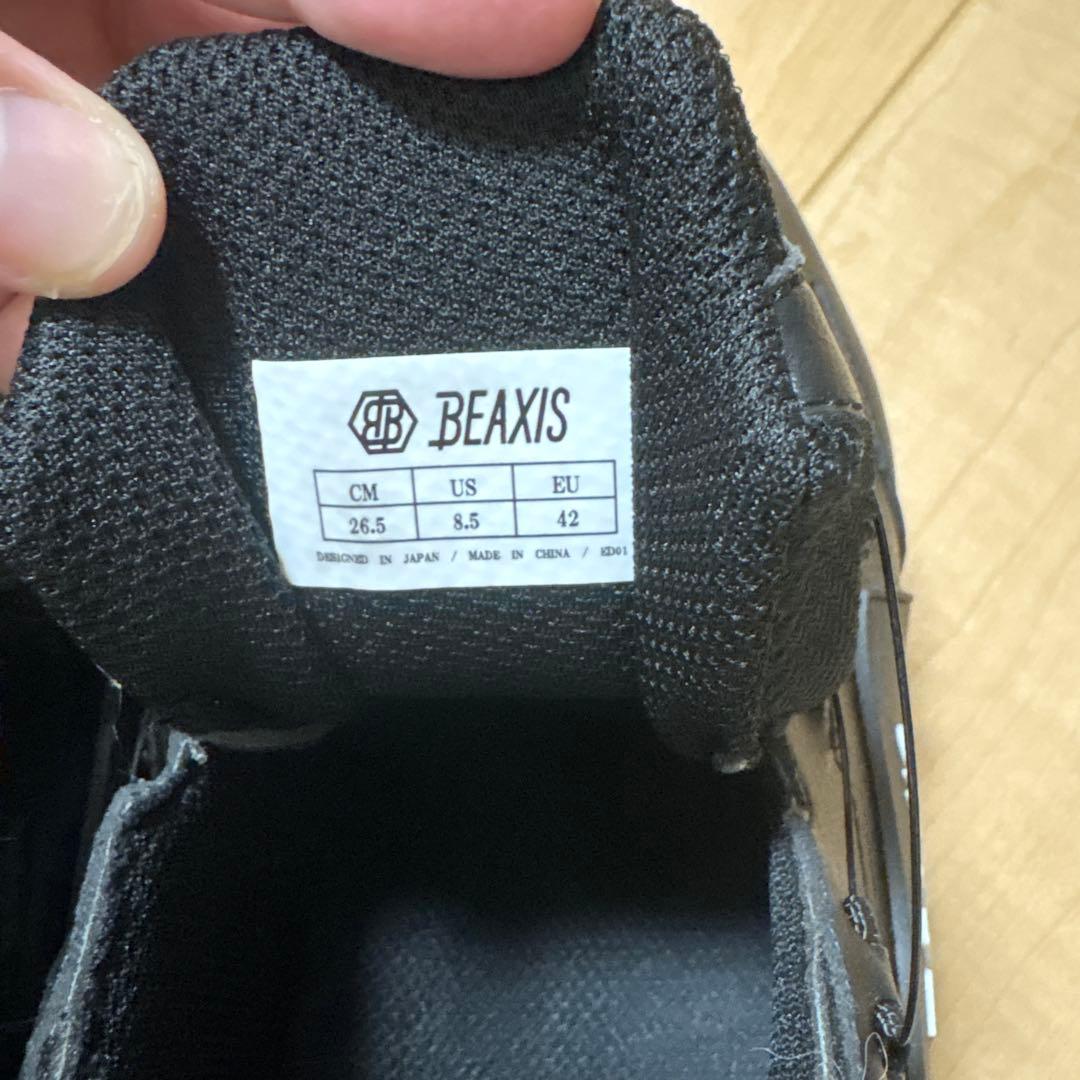 BEAXIS
CM US EU
26.5 8.5 42
DESIGNED IN JAPAN / MADE IN CHINA / ED01